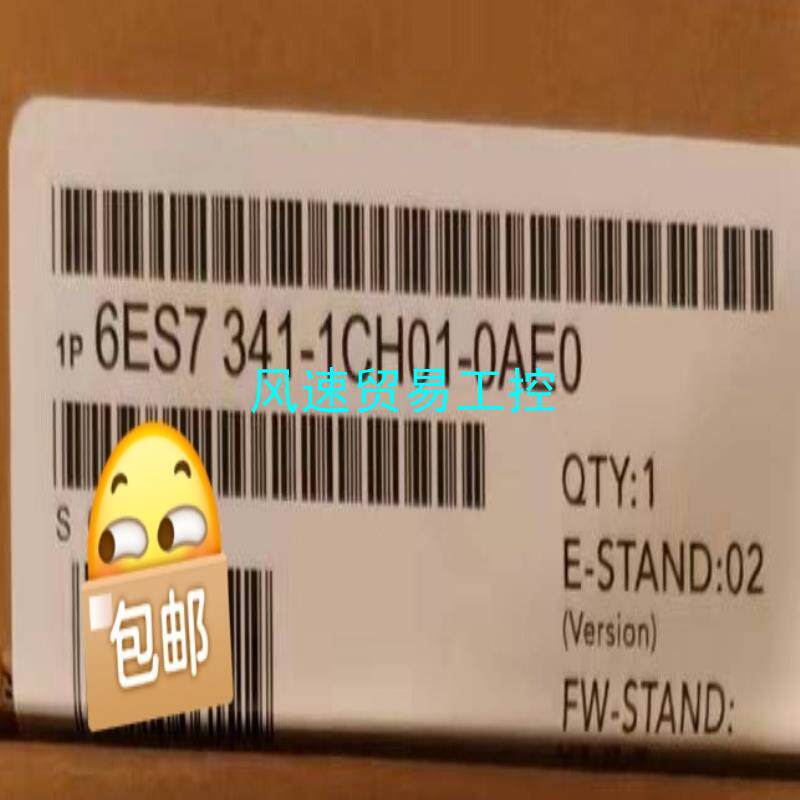 1P 6ES7 341-1CH01-0AE0
风速贸易工控
S
QTY:1
E-STAND:02
(Version)
FW-STAND:
包邮